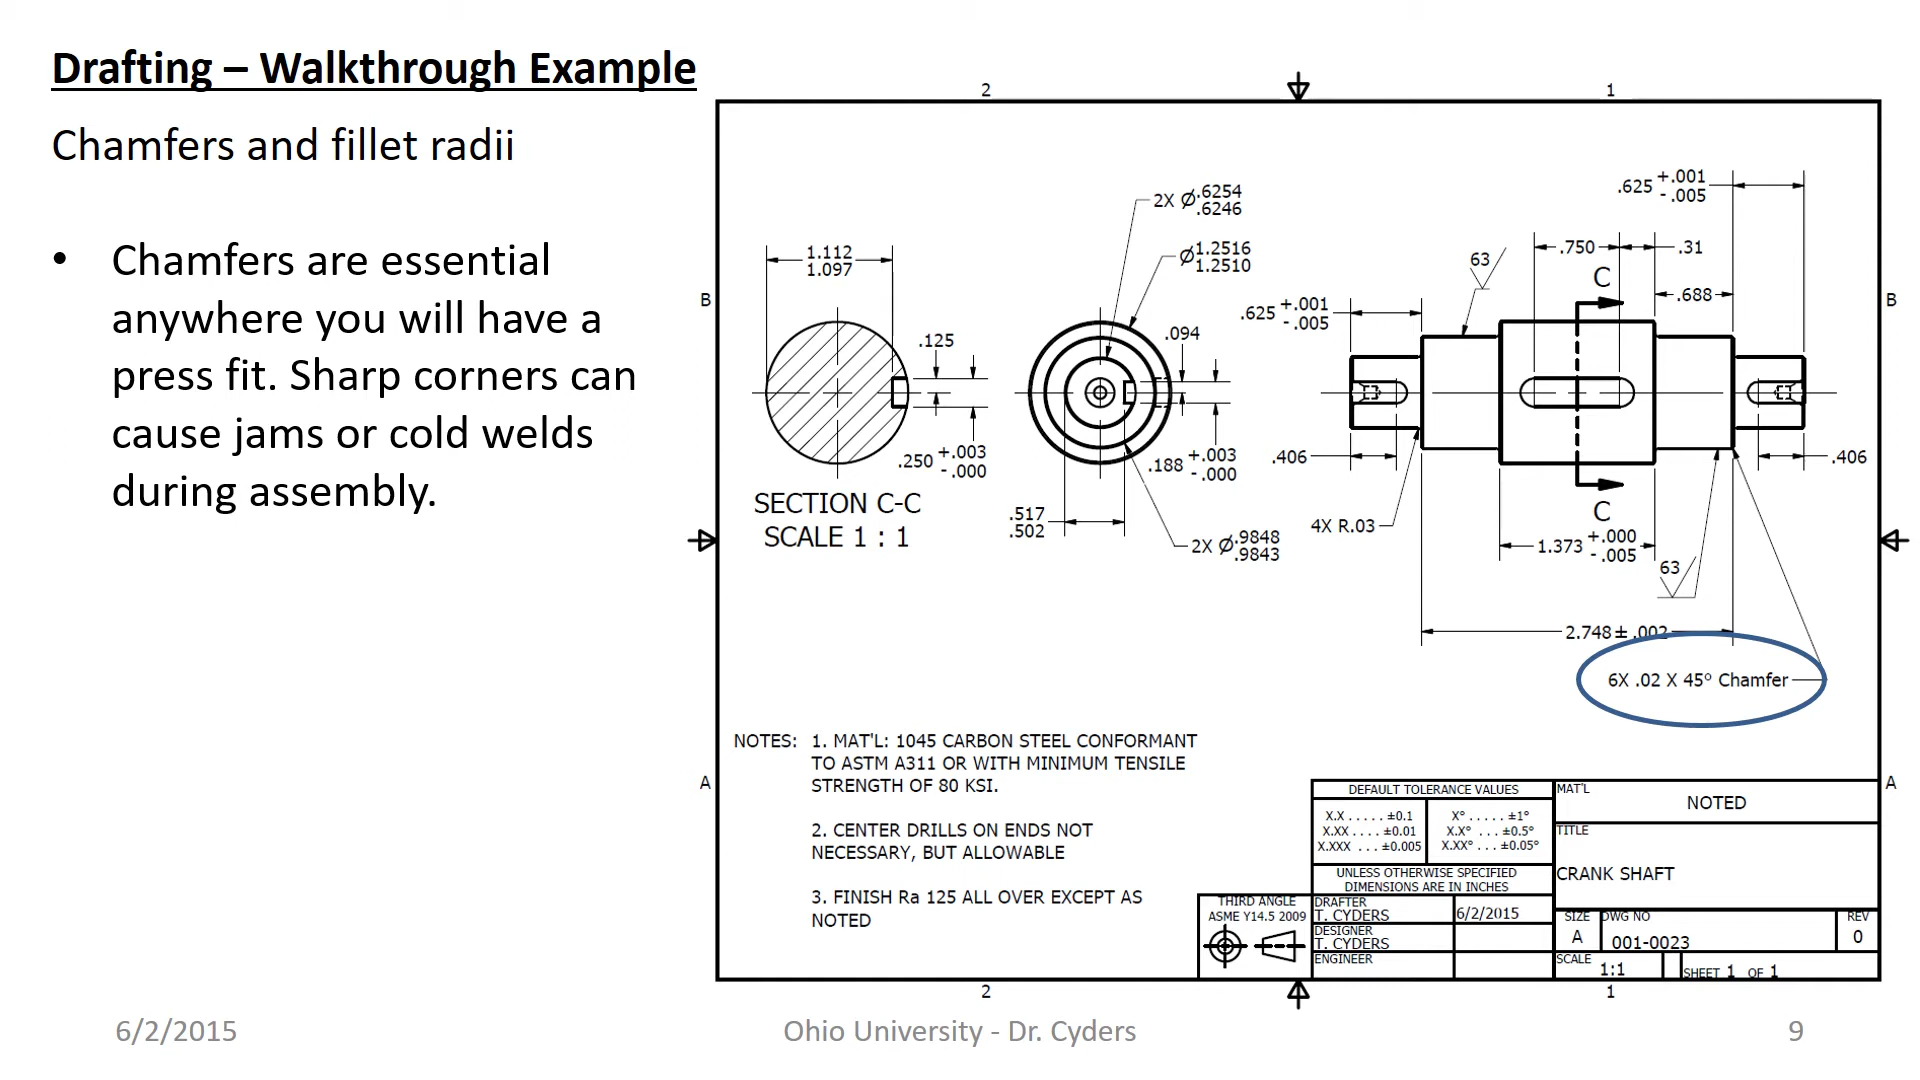 Drafting – Walkthrough Example
Chamfers and fillet radii
• Chamfers are essential
anywhere you will have a
press fit. Sharp corners can
cause jams or cold welds
during assembly.
2
1
B
B
A
A
2
1
1.112
1.097
.125
.250 +.003
- .000
SECTION C-C
SCALE 1 : 1
2X Ø.6254
.6246
Ø1.2516
1.2510
.094
.188 +.003
- .000
.517
.502
2X Ø.9848
.9843
.625 +.001
- .005
63
.625 +.001
- .005
.750
.31
C
.688
.406
.406
4X R.03
C
1.373 +.000
- .005
63
2.748± .002
6X .02 X 45° Chamfer
NOTES: 1. MAT'L: 1045 CARBON STEEL CONFORMANT
TO ASTM A311 OR WITH MINIMUM TENSILE
STRENGTH OF 80 KSI.
2. CENTER DRILLS ON ENDS NOT
NECESSARY, BUT ALLOWABLE
3. FINISH Ra 125 ALL OVER EXCEPT AS
NOTED
THIRD ANGLE
ASME Y14.5 2009
DEFAULT TOLERANCE VALUES
X.X . . . . . ±0.1
X.XX . . . . ±0.01
X.XXX . . . ±0.005
X° . . . . . ±1°
X.X° . . . ±0.5°
X.XX° . . . ±0.05°
UNLESS OTHERWISE SPECIFIED
DIMENSIONS ARE IN INCHES
DRAFTER
T. CYDERS
6/2/2015
DESIGNER
T. CYDERS
ENGINEER
MAT'L
NOTED
TITLE
CRANK SHAFT
SIZE
A
DWG NO
001-0023
REV
0
SCALE
1:1
SHEET 1 OF 1
6/2/2015
Ohio University - Dr. Cyders
9